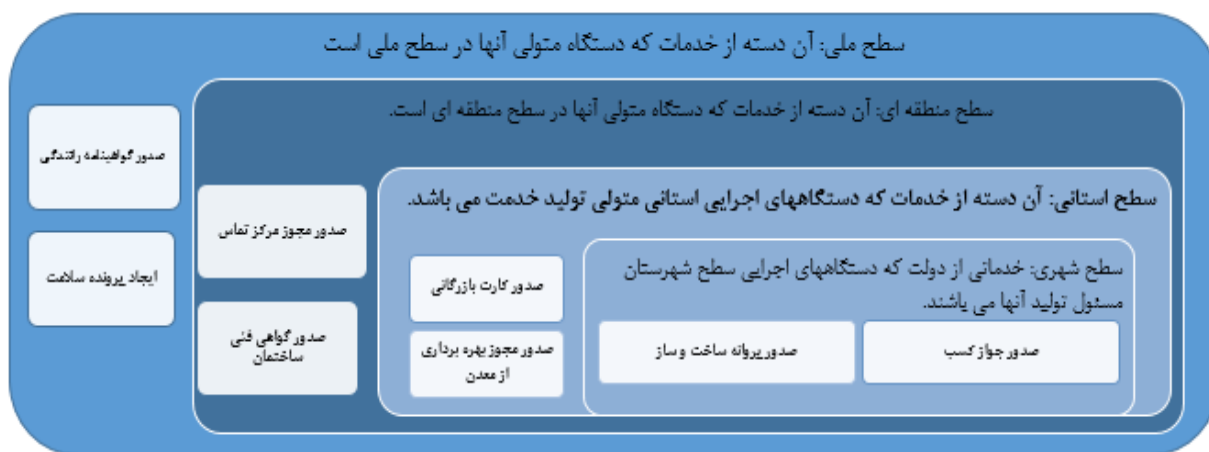 سطح ملی: آن دسته از خدمات که دستگاه متولی آنها در سطح ملی است
سطح منطقه ای: آن دسته از خدمات که دستگاه متولی آنها در سطح منطقه ای است.
صدور گواهینامه رانندگی
سطح استانی: آن دسته از خدمات که دستگاههای اجرایی استانی متولی تولید خدمت می باشد.
صدور مجوز مرکز تماس
ایجاد پرونده سلامت
سطح شهری: خدماتی از دولت که دستگاههای اجرایی سطح شهرستان
مسئول تولید آنها می باشند.
صدور کارت بازرگانی
صدور گواهی فنی
ساختمان
صدور جواز کسب
صدور پروانه ساخت و ساز
صدور مجوز بهره برداری
از معدن